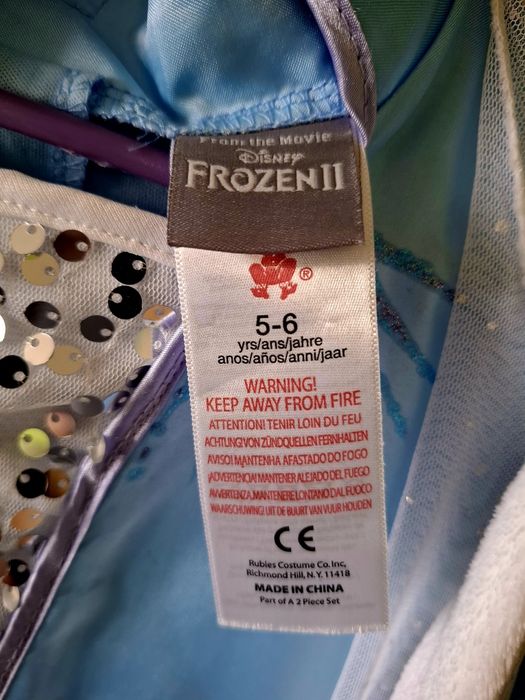 From the Movie
DISNEY
FROZEN II
®
5-6
yrs/ans/jahre
anos/años/anni/jaar
WARNING!
KEEP AWAY FROM FIRE
ATTENTION! TENIR LOIN DU FEU
ACHTUNG! VON ZÜNDQUELLEN FERNHALTEN
AVISO! MANTENHA AFASTADO DO FOGO
¡ADVERTENCIA! MANTENER ALEJADO DEL FUEGO
AVVERTENZA, MANTENERE LONTANO DAL FUOCO
WAARSCHUWING! UIT DE BUURT VAN VUUR HOUDEN
CE
Rubies Costume Co. Inc,
Richmond Hill, N.Y. 11418
MADE IN CHINA
Part of A 2 Piece Set